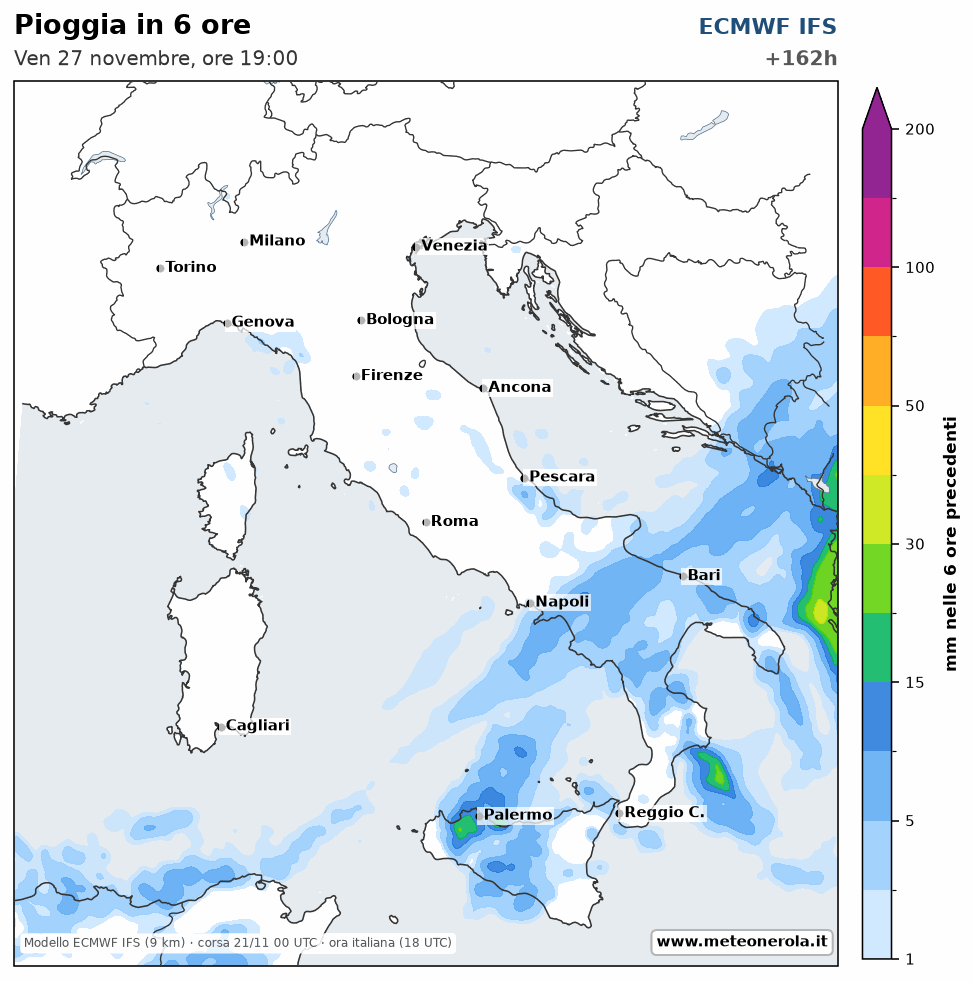 Pioggia in 6 ore
ECMWF IFS
Ven 27 novembre, ore 19:00
+162h
Milano
Venezia
Torino
Genova
Bologna
Firenze
Ancona
Pescara
Roma
Bari
Napoli
Cagliari
Palermo
Reggio C.
200
100
50
30
15
5
1
mm nelle 6 ore precedenti
Modello ECMWF IFS (9 km) · corsa 21/11 00 UTC · ora italiana (18 UTC)
www.meteonerola.it